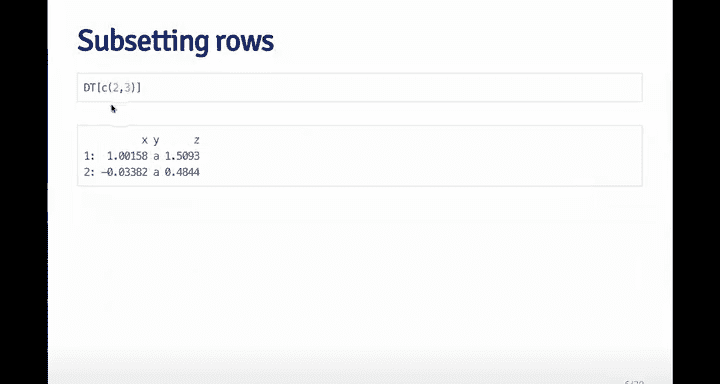 Subsetting rows
DT[c(2,3)]
x y z
1: 1.00158 a 1.5093
2: −0.03382 a 0.4844